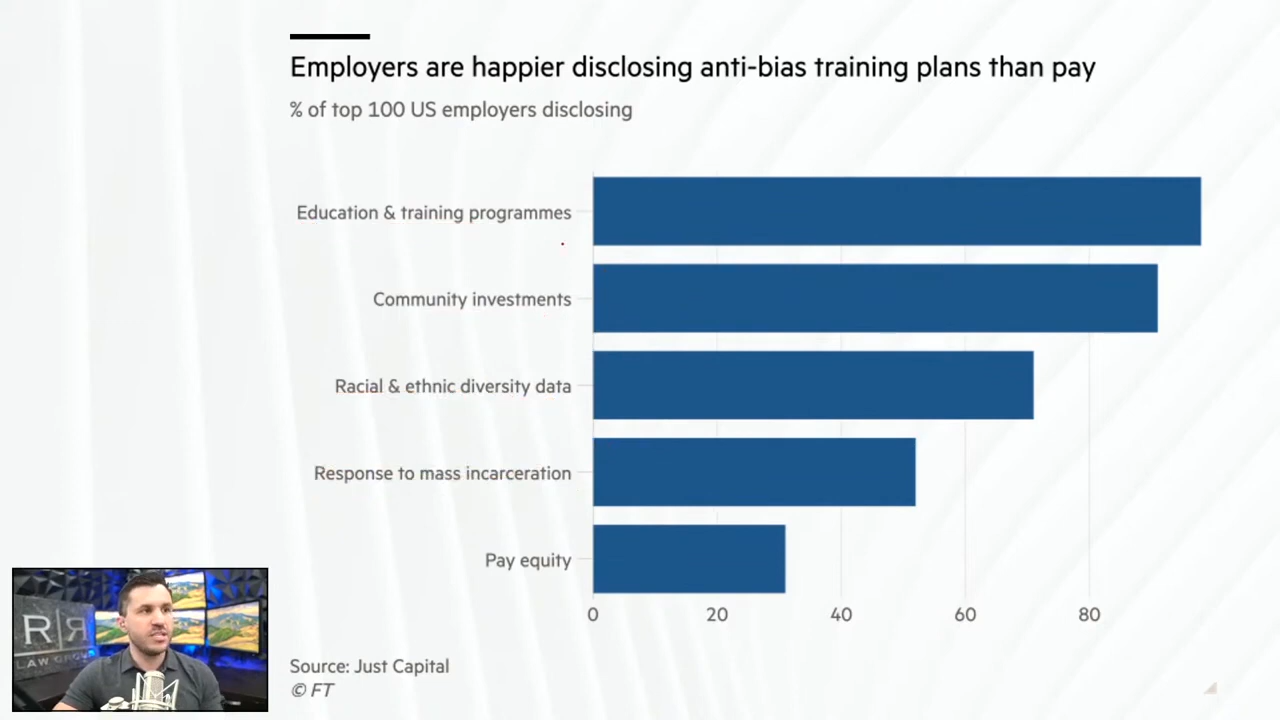 Employers are happier disclosing anti-bias training plans than pay
% of top 100 US employers disclosing
Education & training programmes
Community investments
Racial & ethnic diversity data
Response to mass incarceration
Pay equity
0 20 40 60 80
Source: Just Capital
© FT
R|R
LAW GROUP